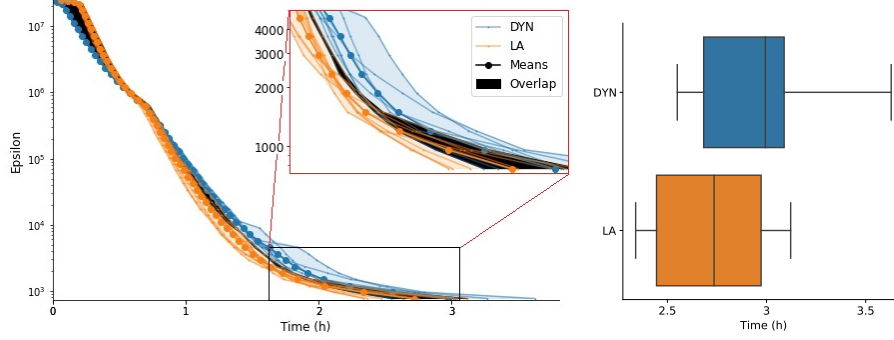 Epsilon
10⁷
10⁶
10⁵
10⁴
10³
0
1
2
3
Time (h)
4000
3000
2000
1000
DYN
LA
Means
Overlap
DYN
LA
2.5
3
3.5
Time (h)